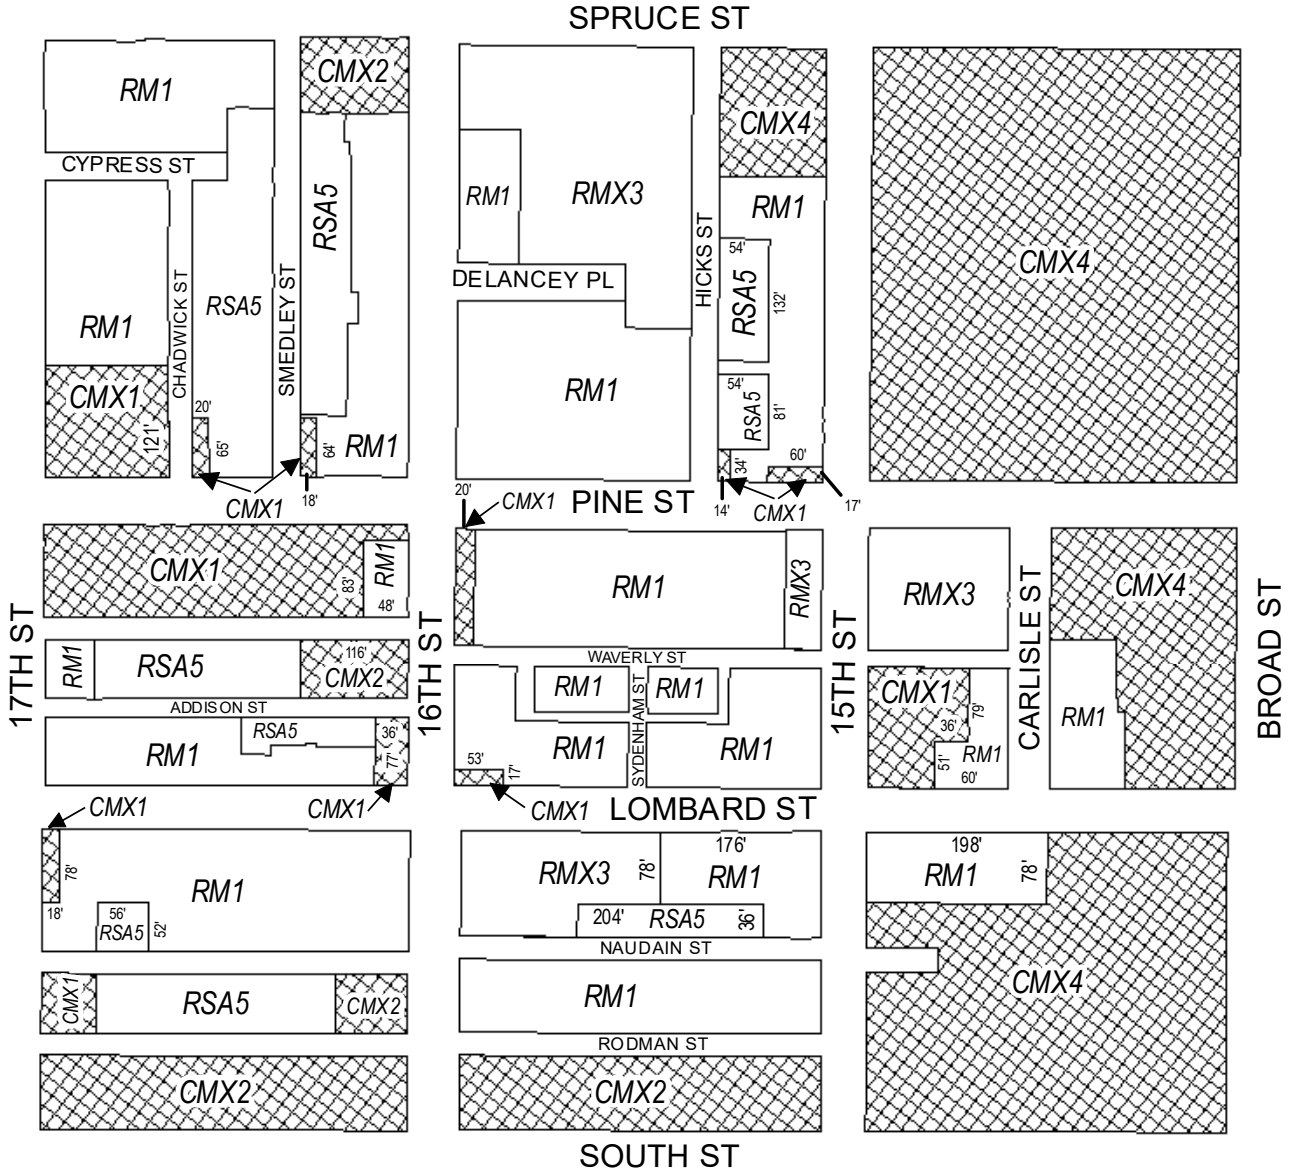 SPRUCE ST
RM1
CMX2
CMX4
CYPRESS ST
RSA5
RM1
RMX3
RM1
CMX4
HICKS ST
54'
RSA5
132'
DELANCEY PL
CHADWICK ST
RSA5
SMEDLEY ST
RM1
CMX1
121'
20'
65'
64'
RM1
18'
CMX1
RM1
54'
RSA5
81'
34'
60'
14'
CMX1
17'
20'
CMX1
PINE ST
CMX1
83'
RM1
48'
RM1
RMX3
RMX3
CMX4
17TH ST
16TH ST
15TH ST
CARLISLE ST
BROAD ST
RM1
RSA5
116'
CMX2
WAVERLY ST
RM1
SYDENHAM ST
RM1
CMX1
36'
79'
51'
RM1
60'
RM1
ADDISON ST
RM1
RSA5
36'
77'
53'
17'
RM1
RM1
CMX1
CMX1
CMX1
LOMBARD ST
78'
18'
RM1
56'
RSA5
52'
RMX3
78'
176'
RM1
204'
RSA5
36'
198'
RM1
78'
NAUDAIN ST
CMX1
RSA5
CMX2
RM1
CMX4
RODMAN ST
CMX2
CMX2
SOUTH ST